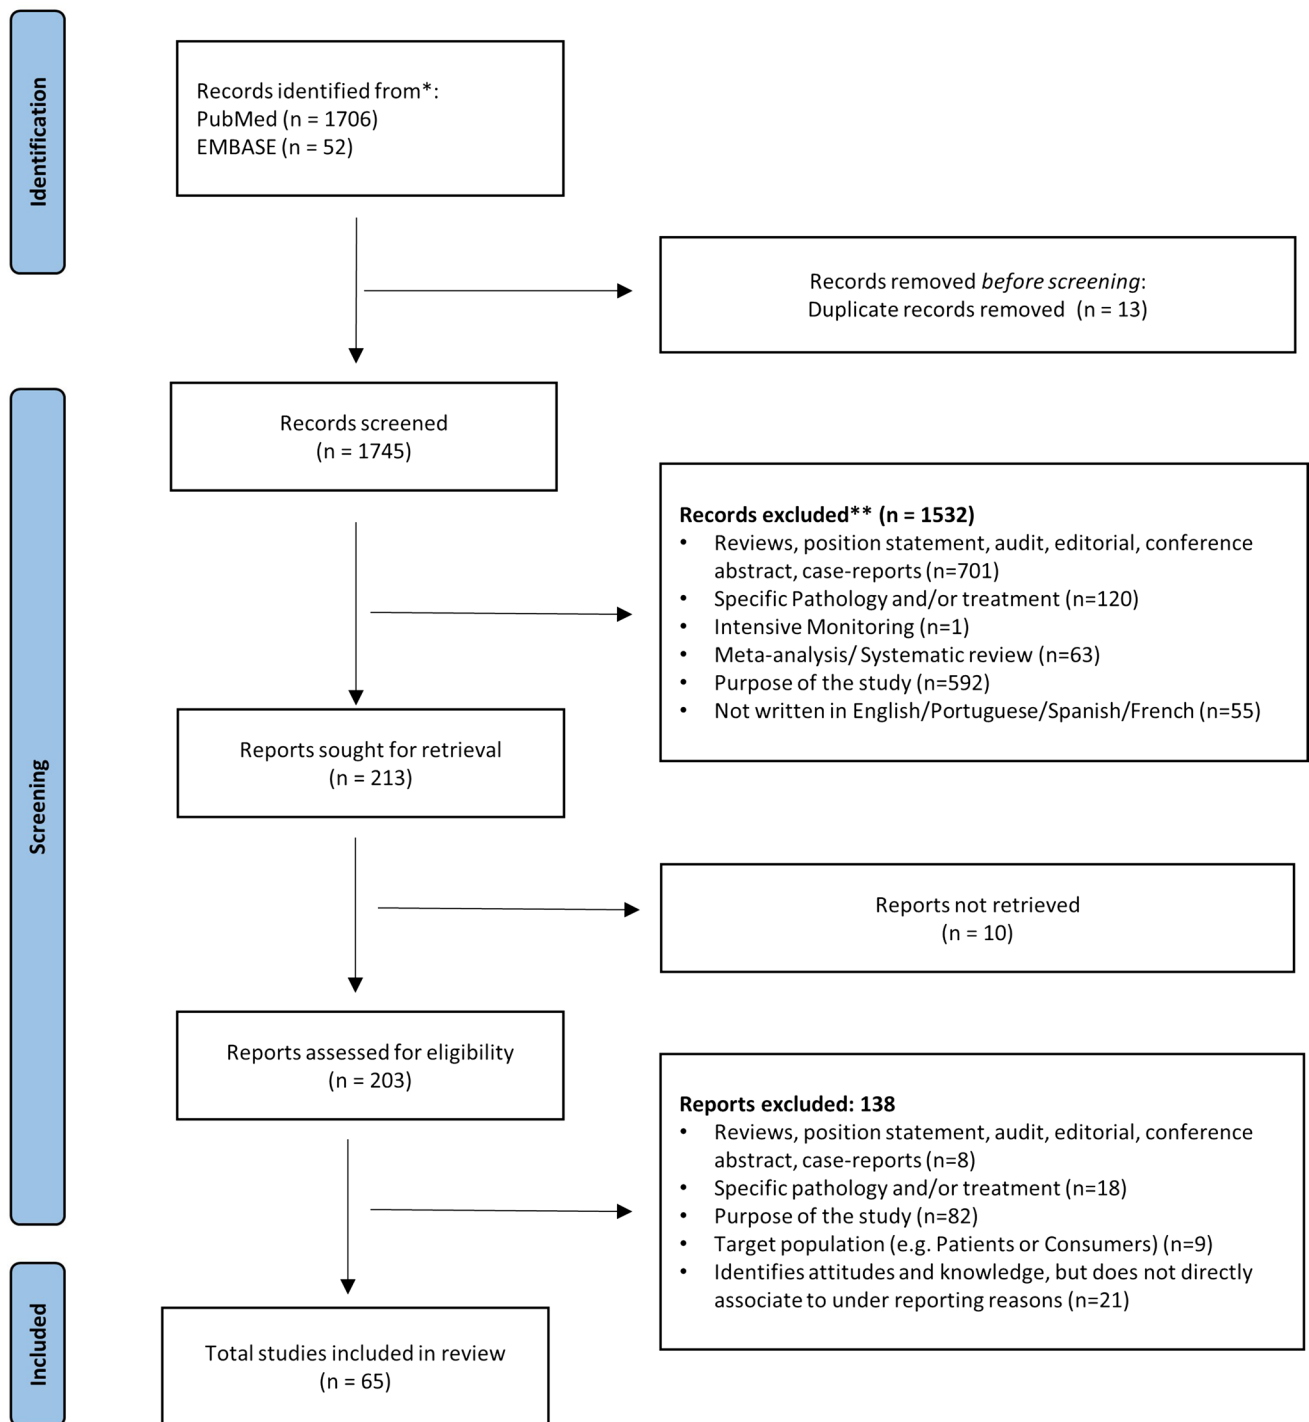 Identification
Records identified from*:
PubMed (n = 1706)
EMBASE (n = 52)
Records removed before screening:
Duplicate records removed (n = 13)
Screening
Records screened
(n = 1745)
Records excluded** (n = 1532)
• Reviews, position statement, audit, editorial, conference
abstract, case-reports (n=701)
• Specific Pathology and/or treatment (n=120)
• Intensive Monitoring (n=1)
• Meta-analysis/ Systematic review (n=63)
• Purpose of the study (n=592)
• Not written in English/Portuguese/Spanish/French (n=55)
Reports sought for retrieval
(n = 213)
Reports not retrieved
(n = 10)
Reports assessed for eligibility
(n = 203)
Reports excluded: 138
• Reviews, position statement, audit, editorial, conference
abstract, case-reports (n=8)
• Specific pathology and/or treatment (n=18)
• Purpose of the study (n=82)
• Target population (e.g. Patients or Consumers) (n=9)
• Identifies attitudes and knowledge, but does not directly
associate to under reporting reasons (n=21)
Included
Total studies included in review
(n = 65)